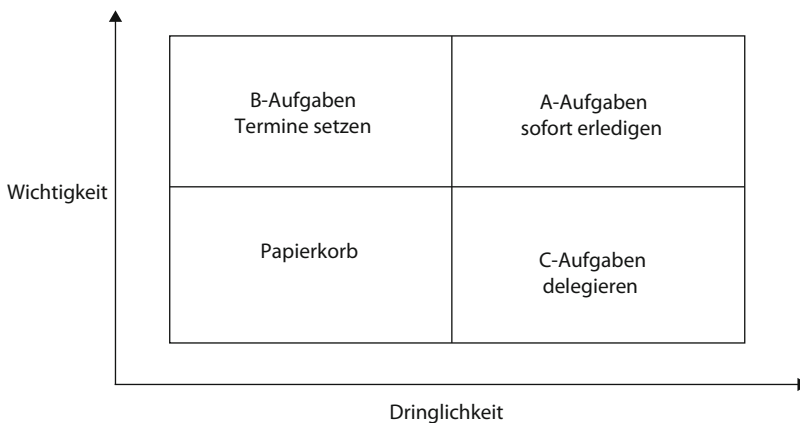 B-Aufgaben
Termine setzen
A-Aufgaben
sofort erledigen
Wichtigkeit
Papierkorb
C-Aufgaben
delegieren
Dringlichkeit